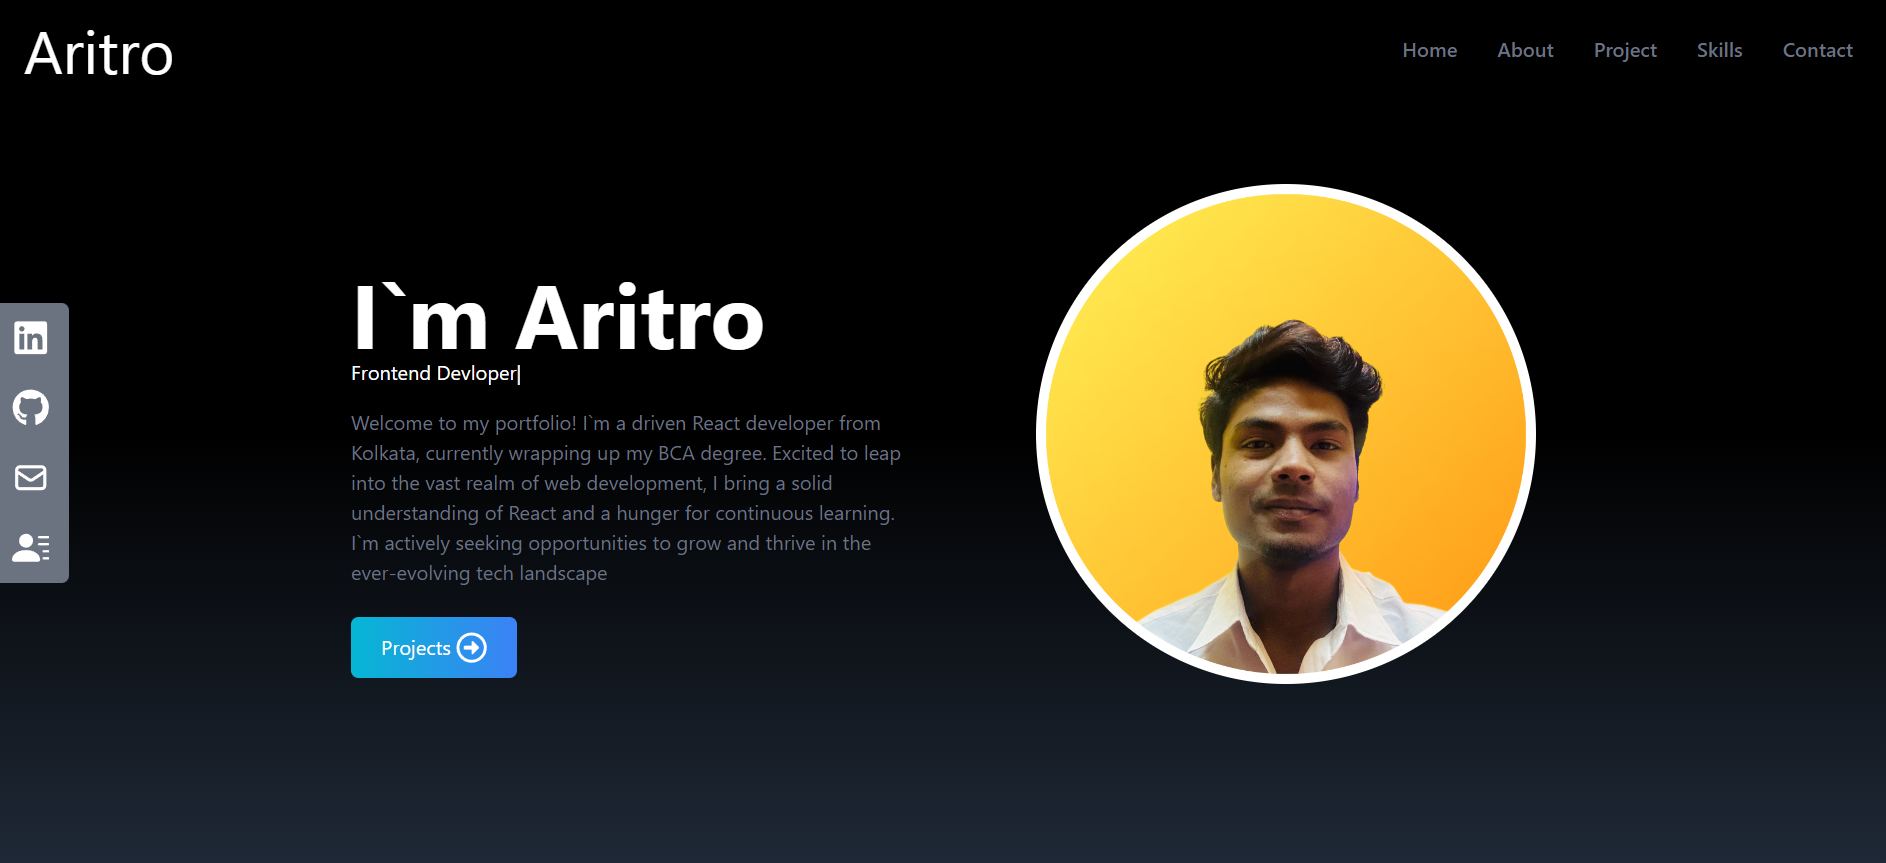 Aritro
Home About Project Skills Contact
I`m Aritro
Frontend Devloper|
Welcome to my portfolio! I`m a driven React developer from
Kolkata, currently wrapping up my BCA degree. Excited to leap
into the vast realm of web development, I bring a solid
understanding of React and a hunger for continuous learning.
I`m actively seeking opportunities to grow and thrive in the
ever-evolving tech landscape
Projects
in